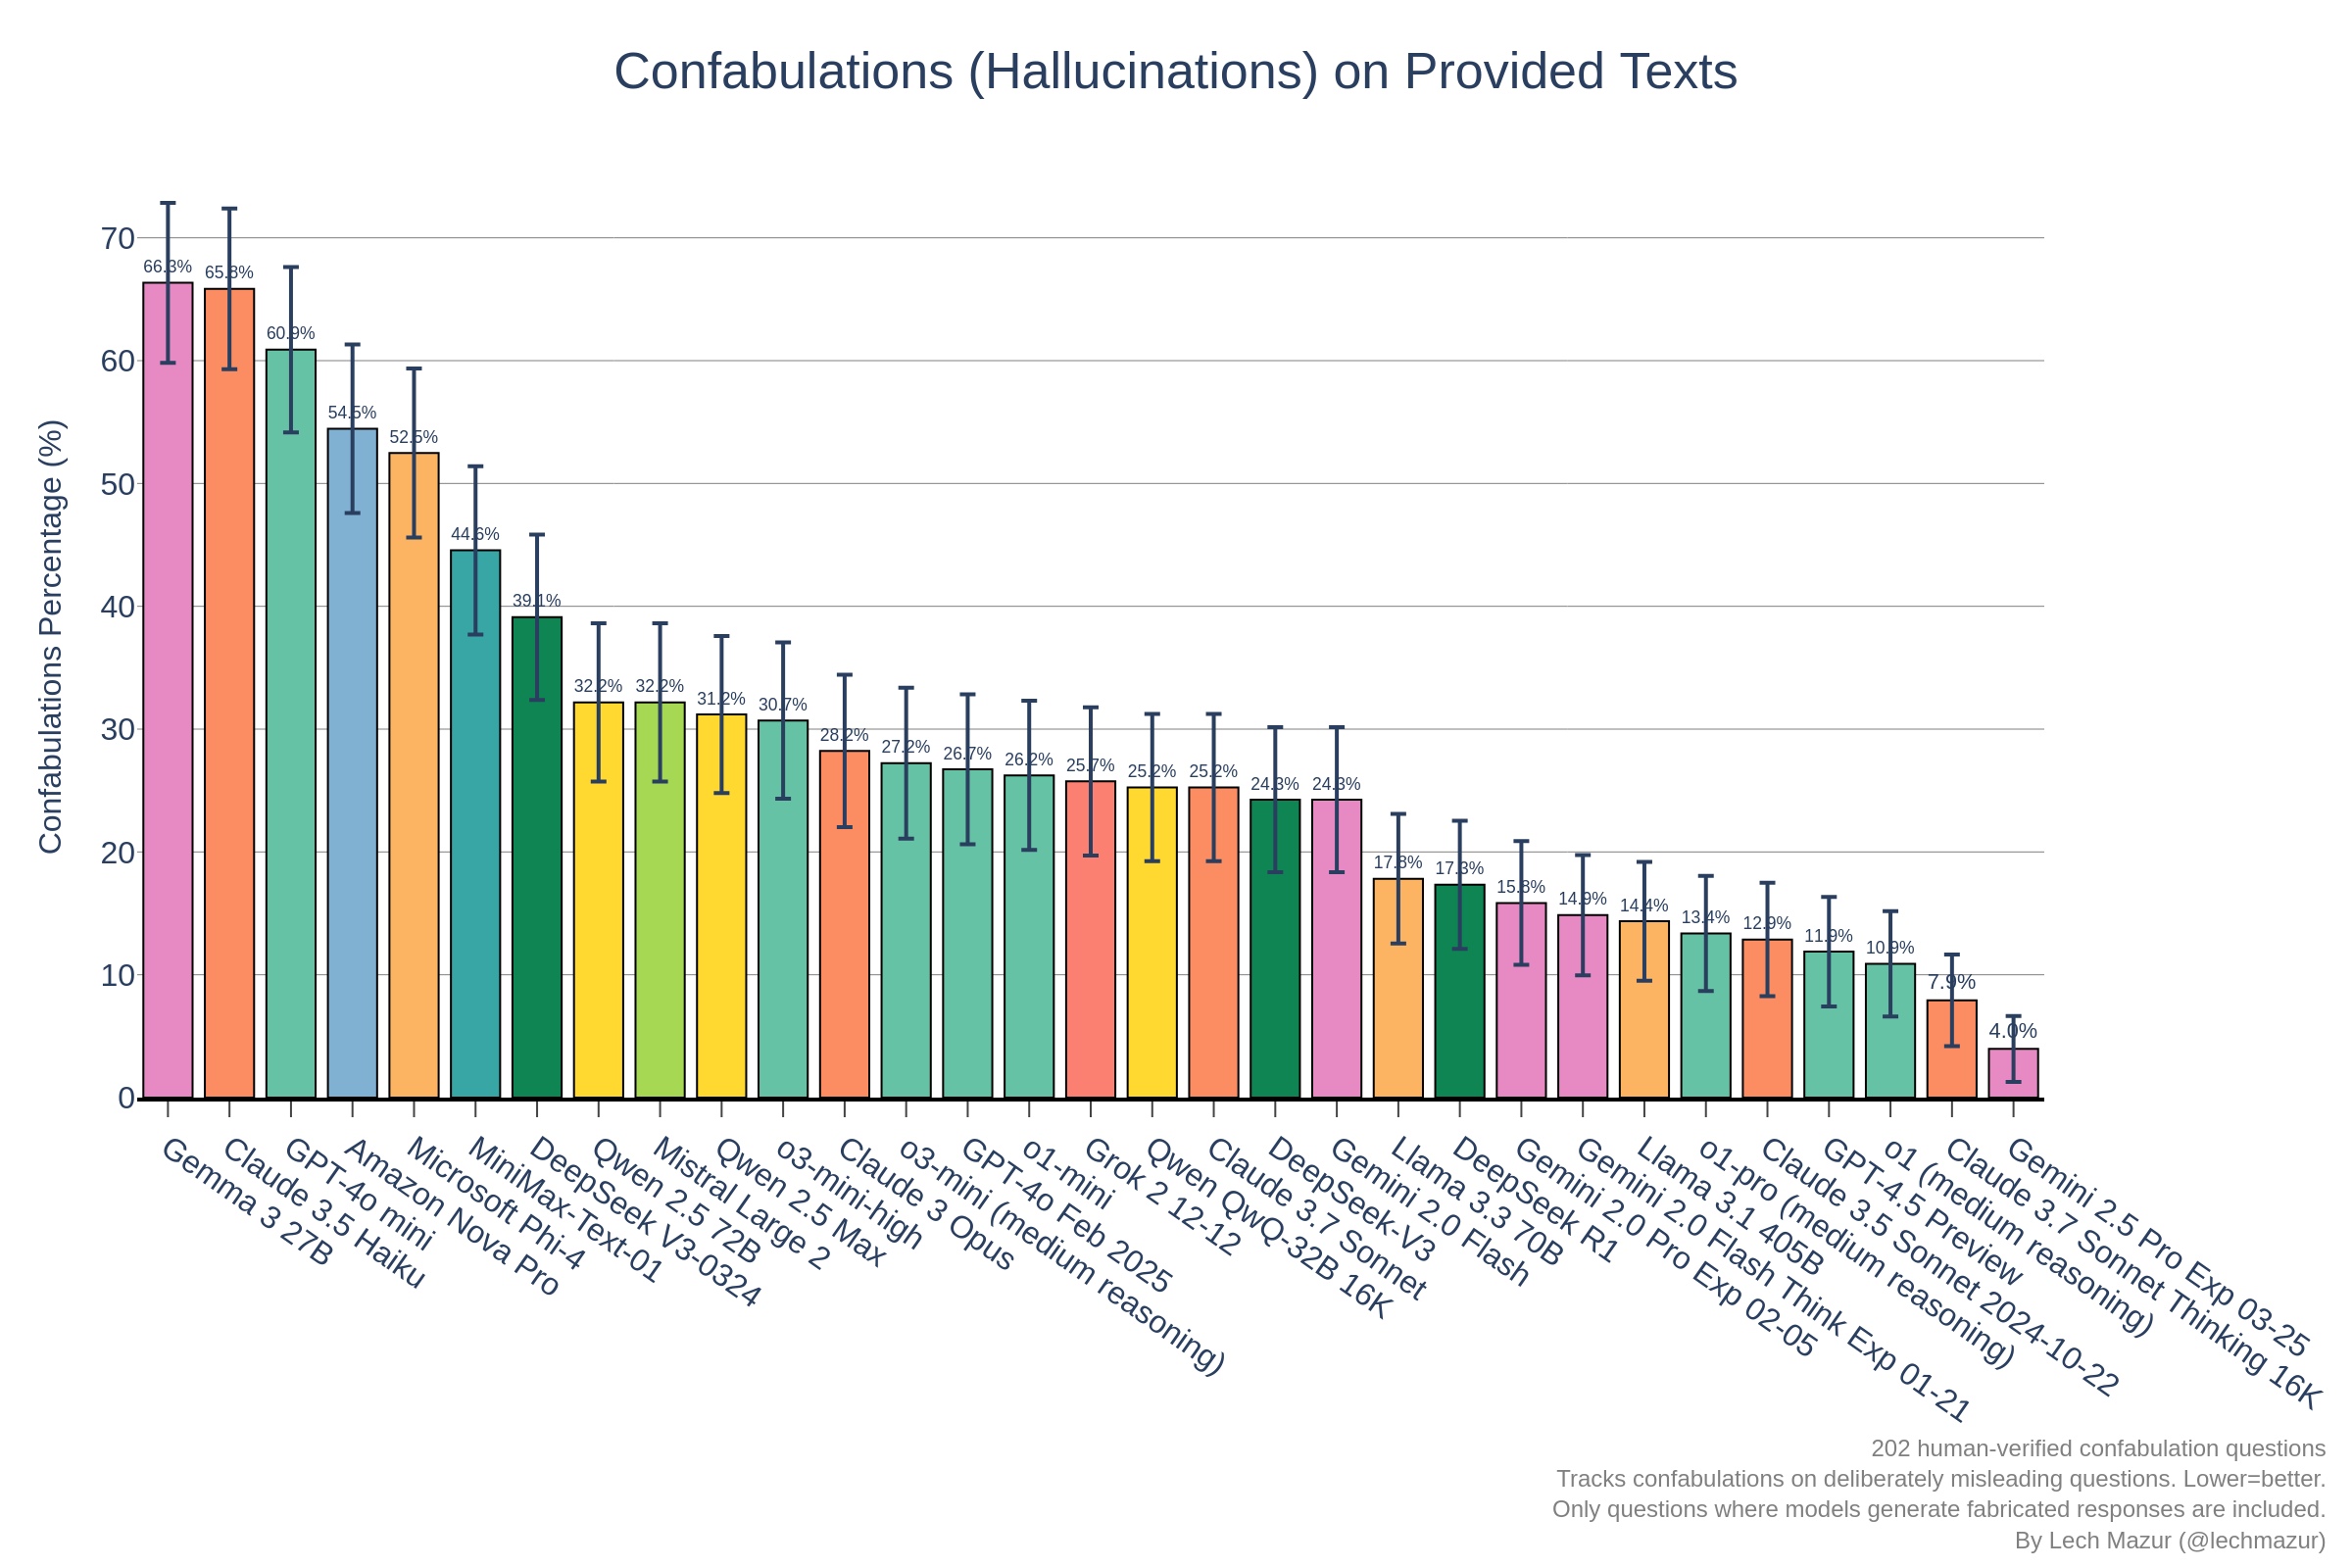 Confabulations (Hallucinations) on Provided Texts
Confabulations Percentage (%)
70
60
50
40
30
20
10
0
66.3%
65.8%
60.9%
54.5%
52.5%
44.6%
39.1%
32.2%
32.2%
31.2%
30.7%
28.2%
27.2%
26.7%
26.2%
25.7%
25.2%
25.2%
24.3%
24.3%
17.8%
17.3%
15.8%
14.9%
14.4%
13.4%
12.9%
11.9%
10.9%
7.9%
4.0%
Gemma 3 27B
Claude 3.5 Haiku
GPT-4o mini
Amazon Nova Pro
Microsoft Phi-4
MiniMax-Text-01
DeepSeek V3-0324
Qwen 2.5 72B
Mistral Large 2
Qwen 2.5 Max
o3-mini-high
Claude 3 Opus
o3-mini (medium reasoning)
GPT-4o Feb 2025
o1-mini
Grok 2 12-12
Qwen QwQ-32B 16K
Claude 3.7 Sonnet
DeepSeek-V3
Gemini 2.0 Flash
Llama 3.3 70B
DeepSeek R1
Gemini 2.0 Pro Exp 02-05
Gemini 2.0 Flash Think Exp 01-21
Llama 3.1 405B
o1-pro (medium reasoning)
Claude 3.5 Sonnet 2024-10-22
GPT-4.5 Preview
o1 (medium reasoning)
Claude 3.7 Sonnet Thinking 16K
Gemini 2.5 Pro Exp 03-25
202 human-verified confabulation questions
Tracks confabulations on deliberately misleading questions. Lower=better.
Only questions where models generate fabricated responses are included.
By Lech Mazur (@lechmazur)